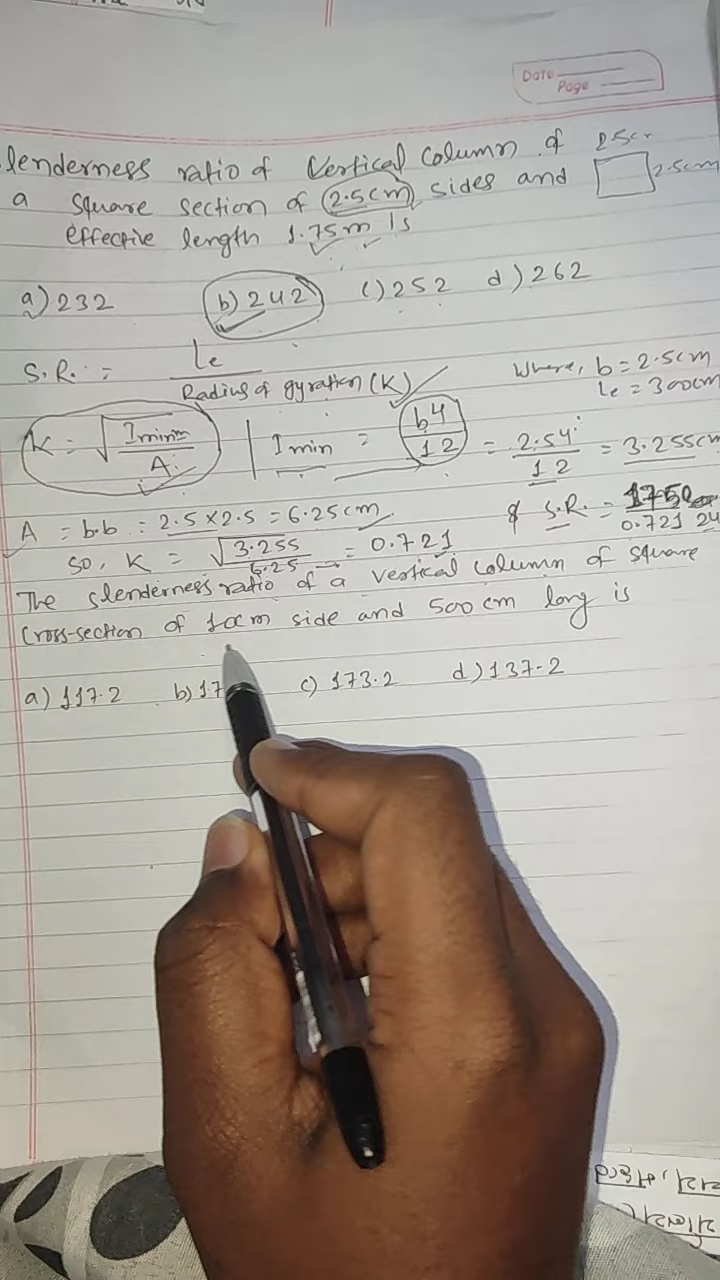 Date
Page
lenderness ratio of Vertical Column of
2.5cm
a square section of 2.5cm sides and
effective length 1.75m is
a) 232 b) 242 c) 252 d) 262
S.R. = Le
Radius of gyration (K)
Where, b = 2.5cm
Le = 300cm
K = √Imin / A
Imin = b4 / 12 = 2.54 / 12 = 3.255cm
A = b.b = 2.5 x 2.5 = 6.25cm
S.R. = 1750 / 0.721
so, K = √3.255 / 6.25 = 0.721
The slenderness ratio of a vertical column of square
Cross-section of 10cm side and 500 cm long is
a) 117.2 b) 17 c) 173.2 d) 137.2